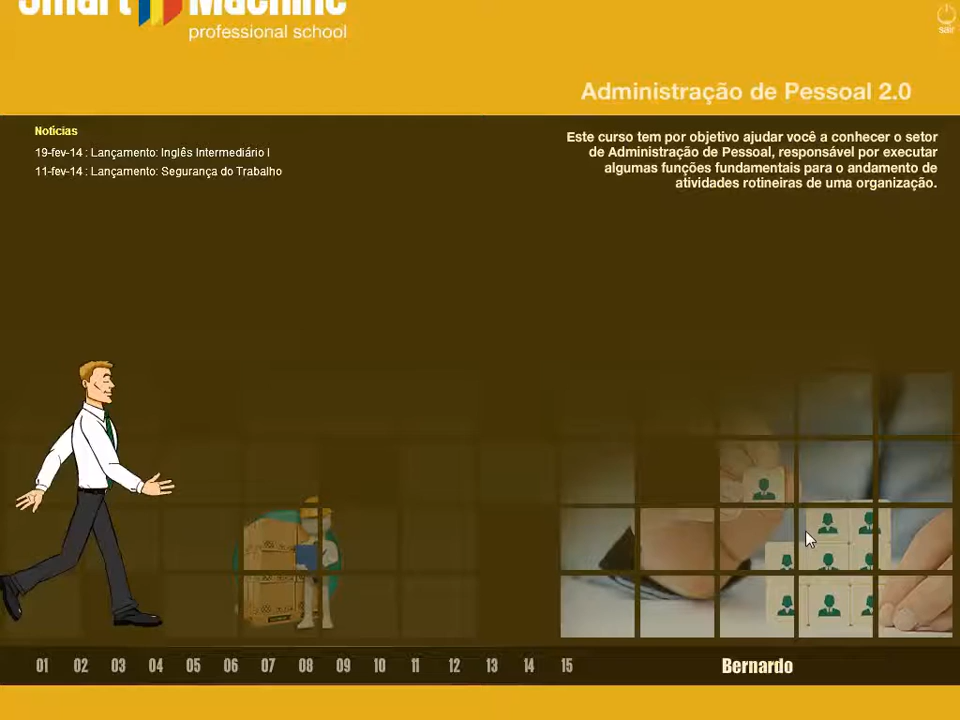 Smart Machine
professional school
sair
Administração de Pessoal 2.0
Notícias
19-fev-14 : Lançamento: Inglês Intermediário I
11-fev-14 : Lançamento: Segurança do Trabalho
Este curso tem por objetivo ajudar você a conhecer o setor
de Administração de Pessoal, responsável por executar
algumas funções fundamentais para o andamento de
atividades rotineiras de uma organização.
01 02 03 04 05 06 07 08 09 10 11 12 13 14 15
Bernardo